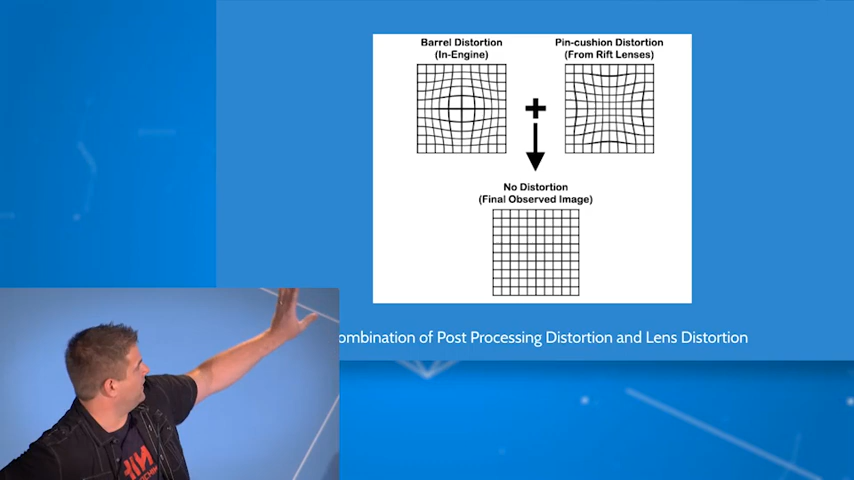 Barrel Distortion
(In-Engine)
Pin-cushion Distortion
(From Rift Lenses)
No Distortion
(Final Observed Image)
of Post Processing Distortion and Lens Distortion